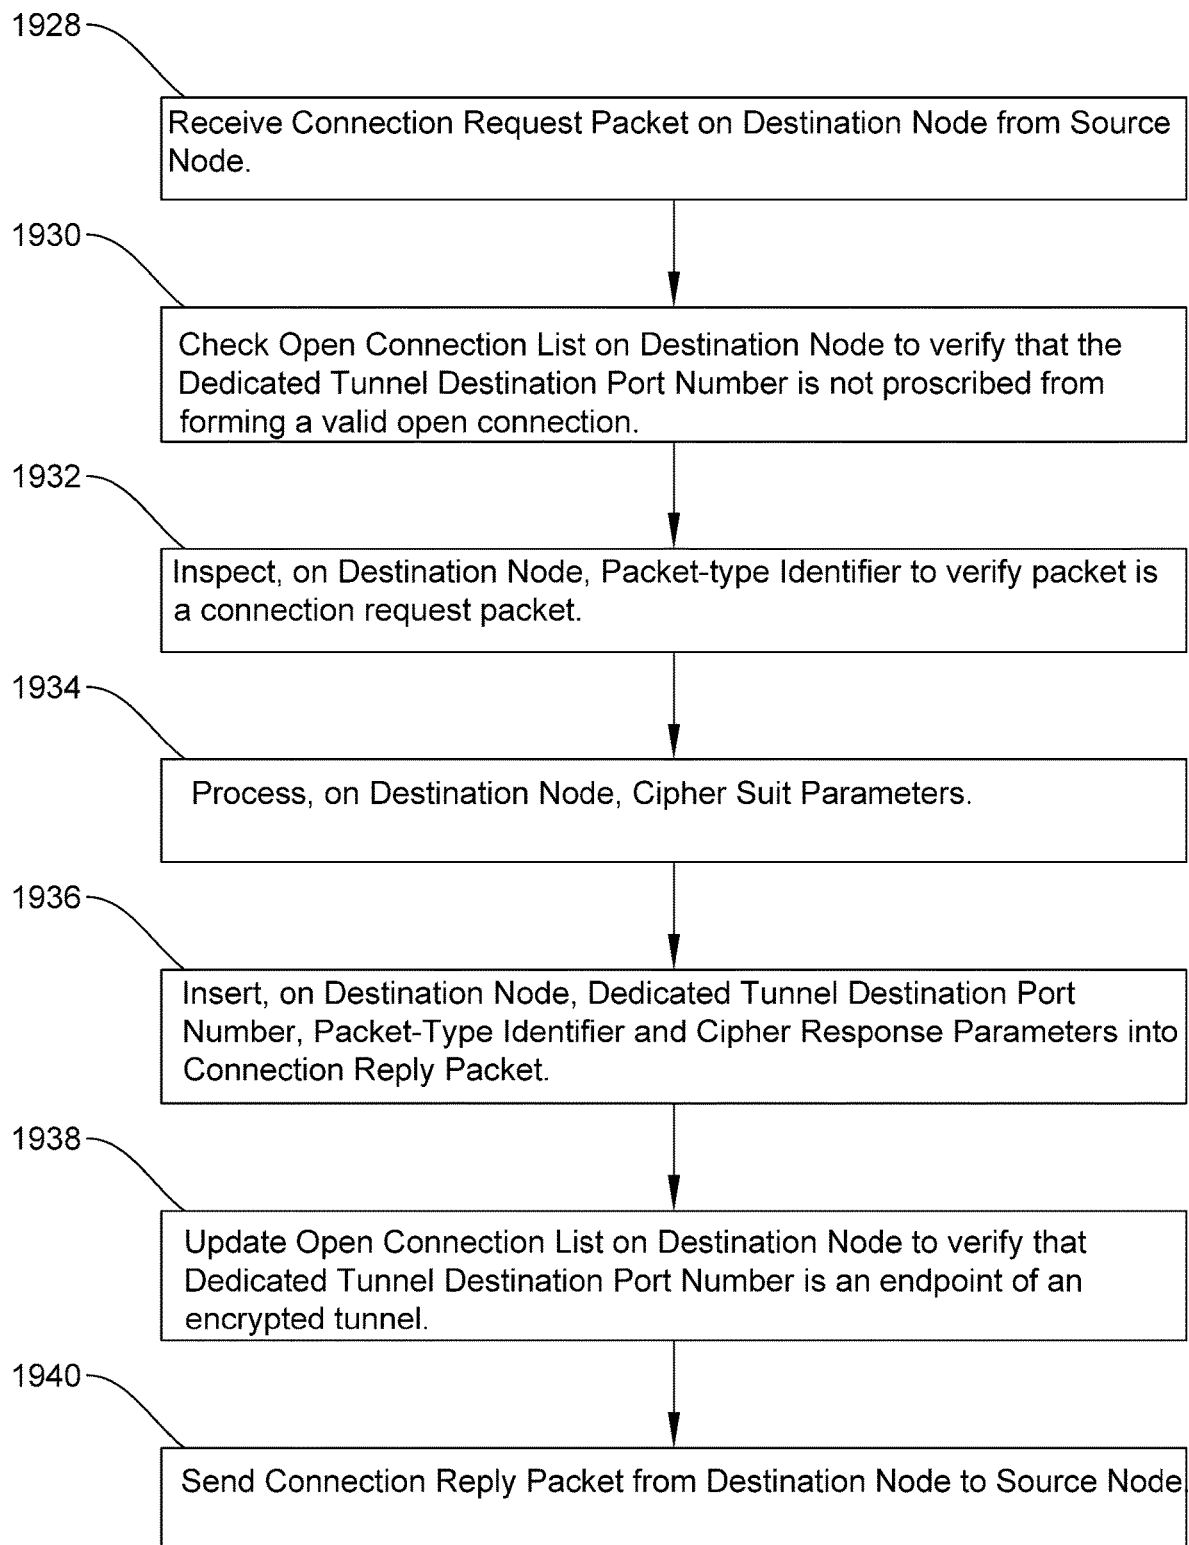 1928
Receive Connection Request Packet on Destination Node from Source
Node.
1930
Check Open Connection List on Destination Node to verify that the
Dedicated Tunnel Destination Port Number is not proscribed from
forming a valid open connection.
1932
Inspect, on Destination Node, Packet-type Identifier to verify packet is
a connection request packet.
1934
Process, on Destination Node, Cipher Suit Parameters.
1936
Insert, on Destination Node, Dedicated Tunnel Destination Port
Number, Packet-Type Identifier and Cipher Response Parameters into
Connection Reply Packet.
1938
Update Open Connection List on Destination Node to verify that
Dedicated Tunnel Destination Port Number is an endpoint of an
encrypted tunnel.
1940
Send Connection Reply Packet from Destination Node to Source Node.